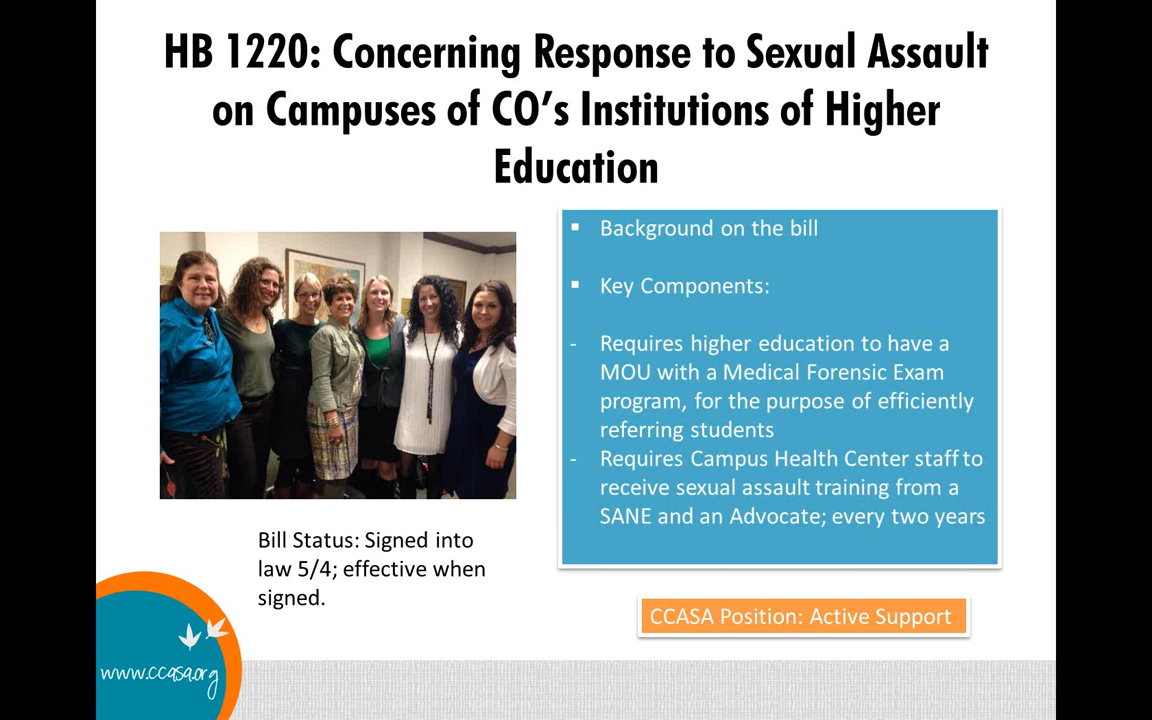 HB 1220: Concerning Response to Sexual Assault
on Campuses of CO's Institutions of Higher
Education
▪ Background on the bill
▪ Key Components:
- Requires higher education to have a
MOU with a Medical Forensic Exam
program, for the purpose of efficiently
referring students
- Requires Campus Health Center staff to
receive sexual assault training from a
SANE and an Advocate; every two years
Bill Status: Signed into
law 5/4; effective when
signed.
CCASA Position: Active Support
www.ccasa.org